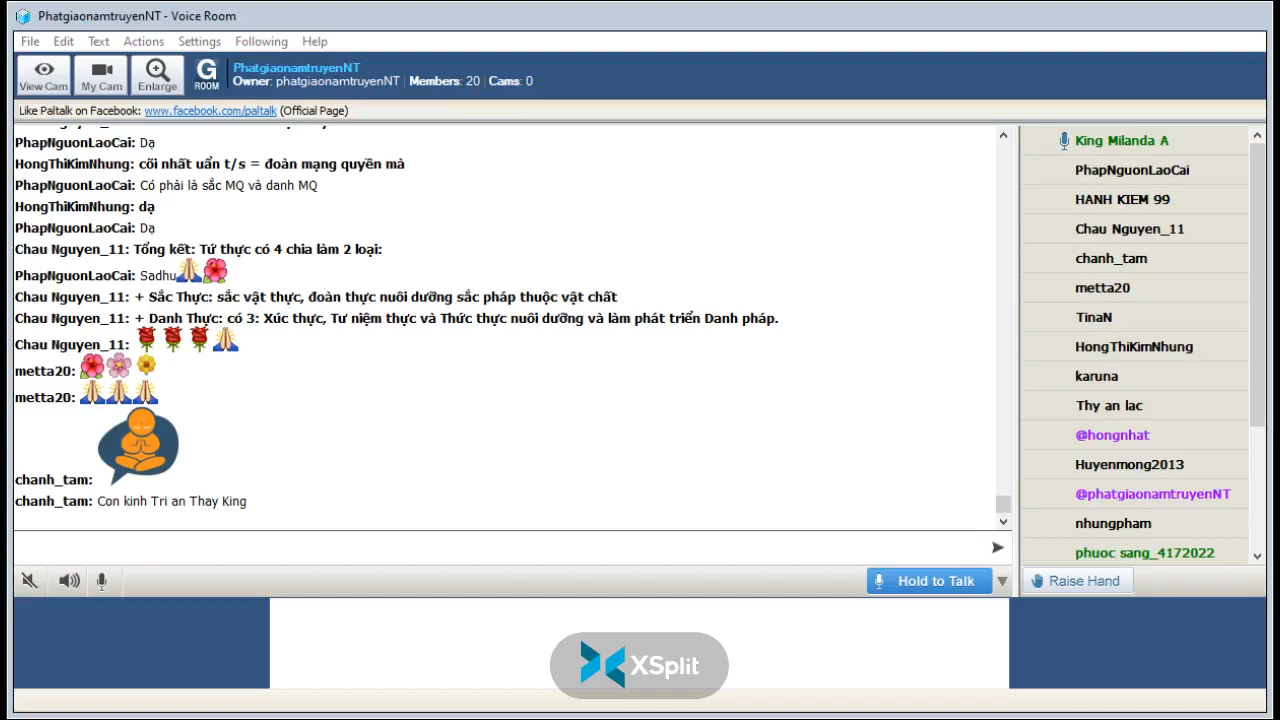 PhatgiaonamtruyenNT - Voice Room
File Edit Text Actions Settings Following Help
View Cam
My Cam
Enlarge
G ROOM
PhatgiaonamtruyenNT
Owner: phatgiaonamtruyenNT | Members: 20 | Cams: 0
Like Paltalk on Facebook: www.facebook.com/paltalk (Official Page)
PhapNguonLaoCai: Dạ
HongThiKimNhung: cõi nhất uẩn t/s = đoàn mạng quyền mà
PhapNguonLaoCai: Có phải là sắc MQ và danh MQ
HongThiKimNhung: dạ
PhapNguonLaoCai: Dạ
Chau Nguyen_11: Tổng kết: Tứ thực có 4 chia làm 2 loại:
PhapNguonLaoCai: Sadhu
Chau Nguyen_11: + Sắc Thực: sắc vật thực, đoàn thực nuôi dưỡng sắc pháp thuộc vật chất
Chau Nguyen_11: + Danh Thực: có 3: Xúc thực, Tư niệm thực và Thức thực nuôi dưỡng và làm phát triển Danh pháp.
Chau Nguyen_11:
metta20:
metta20:
chanh_tam:
chanh_tam: Con kinh Tri an Thay King
King Milanda A
PhapNguonLaoCai
HANH KIEM 99
Chau Nguyen_11
chanh_tam
metta20
TinaN
HongThiKimNhung
karuna
Thy an lac
@hongnhat
Huyenmong2013
@phatgiaonamtruyenNT
nhungpham
phuoc sang_4172022
Hold to Talk
Raise Hand
XSplit